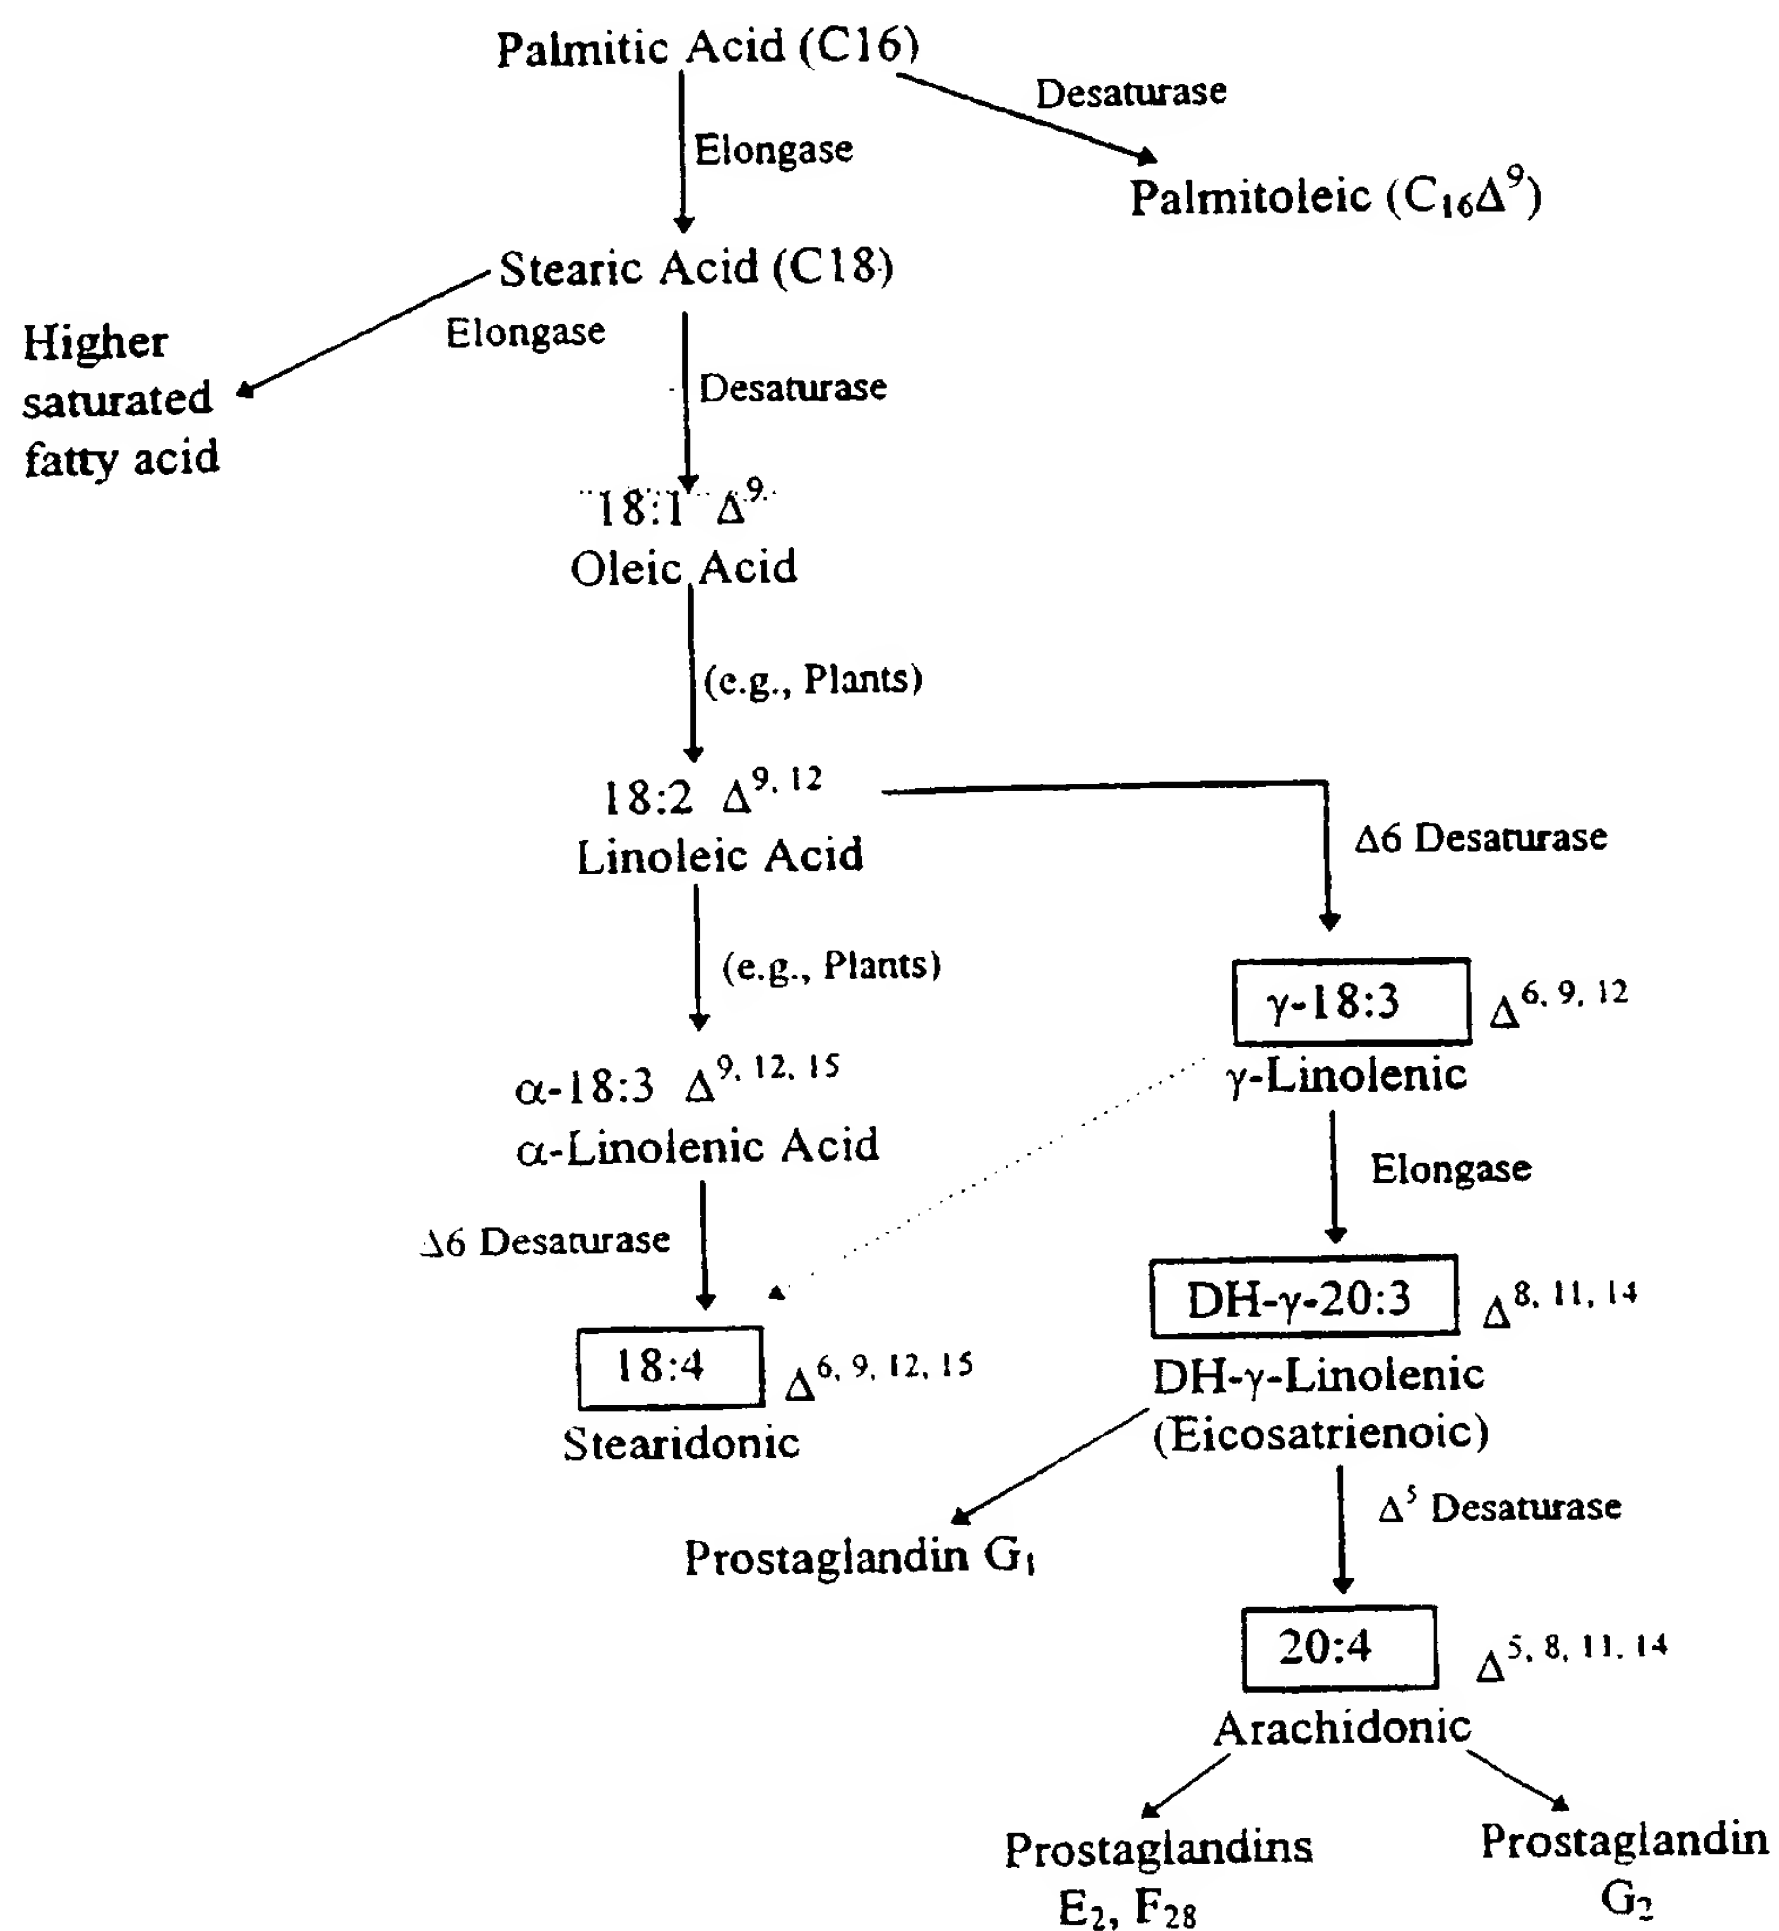 Palmitic Acid (C16)
Desaturase
Elongase
Palmitoleic (C₁₆Δ⁹)
Stearic Acid (C18)
Elongase
Higher
saturated
fatty acid
Desaturase
18:1 Δ⁹
Oleic Acid
(e.g., Plants)
18:2 Δ⁹, ¹²
Linoleic Acid
Δ6 Desaturase
(e.g., Plants)
γ-18:3 Δ⁶, ⁹, ¹²
γ-Linolenic
α-18:3 Δ⁹, ¹², ¹⁵
α-Linolenic Acid
Elongase
Δ6 Desaturase
DH-γ-20:3 Δ⁸, ¹¹, ¹⁴
DH-γ-Linolenic
(Eicosatrienoic)
18:4 Δ⁶, ⁹, ¹², ¹⁵
Stearidonic
Δ⁵ Desaturase
Prostaglandin G₁
20:4 Δ⁵, ⁸, ¹¹, ¹⁴
Arachidonic
Prostaglandins
E₂, F₂₈
Prostaglandin
G₂